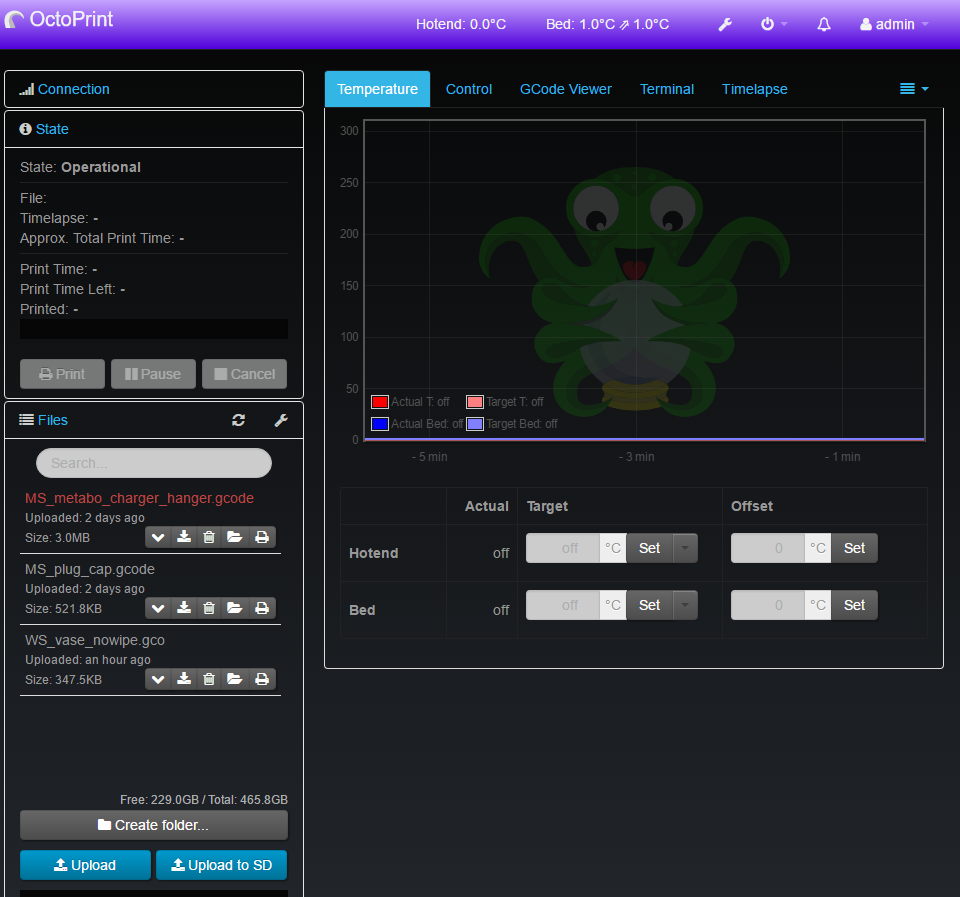 OctoPrint
Hotend: 0.0°C Bed: 1.0°C ⇗ 1.0°C admin
Connection
State
State: Operational
File:
Timelapse: -
Approx. Total Print Time: -
Print Time: -
Print Time Left: -
Printed: -
Print Pause Cancel
Files
Search...
MS_metabo_charger_hanger.gcode
Uploaded: 2 days ago
Size: 3.0MB
MS_plug_cap.gcode
Uploaded: 2 days ago
Size: 521.8KB
WS_vase_nowipe.gco
Uploaded: an hour ago
Size: 347.5KB
Free: 229.0GB / Total: 465.8GB
Create folder...
Upload Upload to SD
Temperature Control GCode Viewer Terminal Timelapse
300
250
200
150
100
50
0
Actual T: off Target T: off
Actual Bed: off Target Bed: off
- 5 min - 3 min - 1 min
Actual Target Offset
Hotend off off °C Set 0 °C Set
Bed off off °C Set 0 °C Set